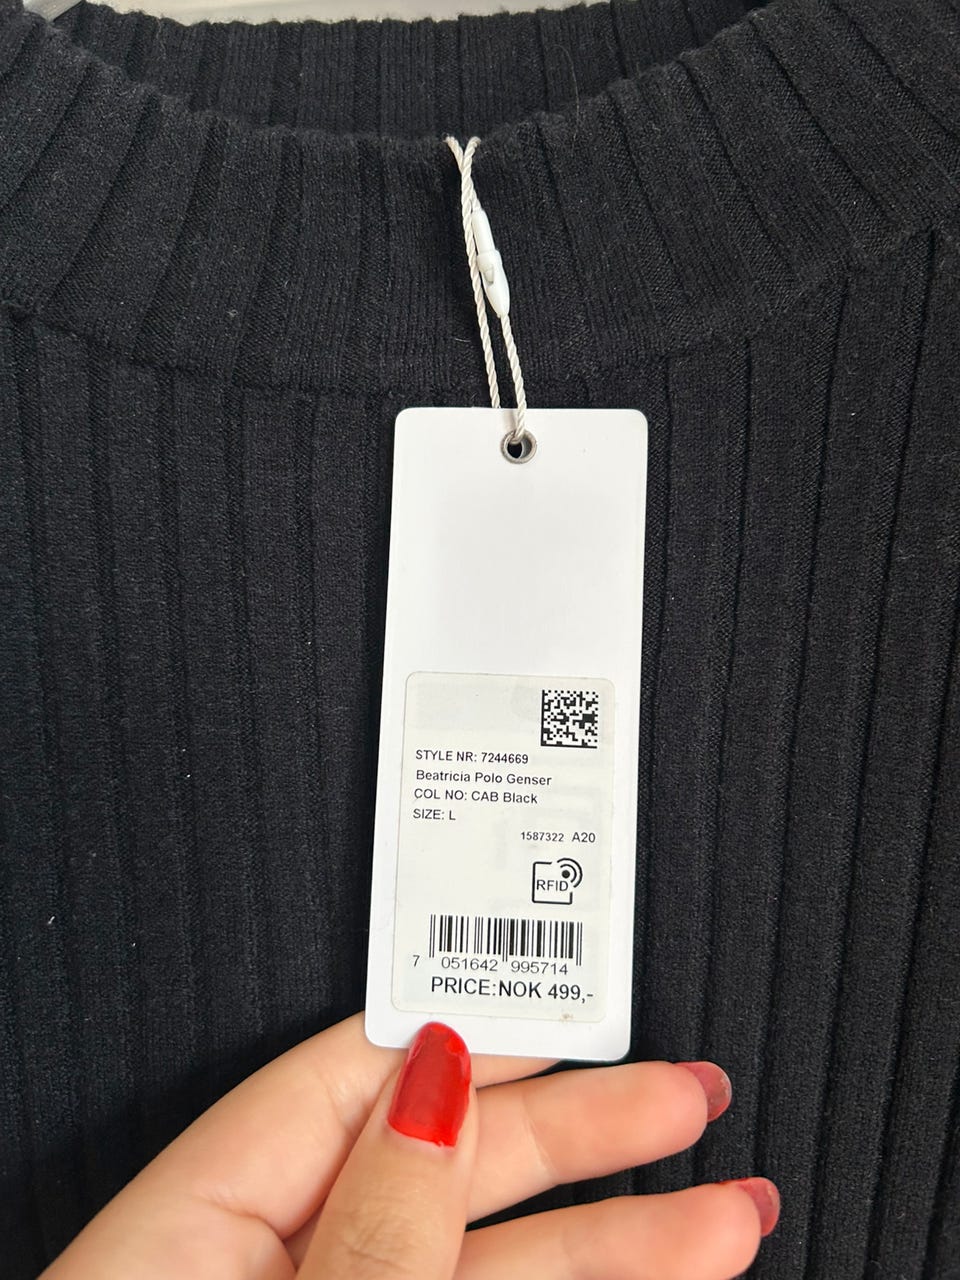 STYLE NR: 7244669
Beatricia Polo Genser
COL NO: CAB Black
SIZE: L
1587322 A20
RFID
7 051642 995714
PRICE:NOK 499,-